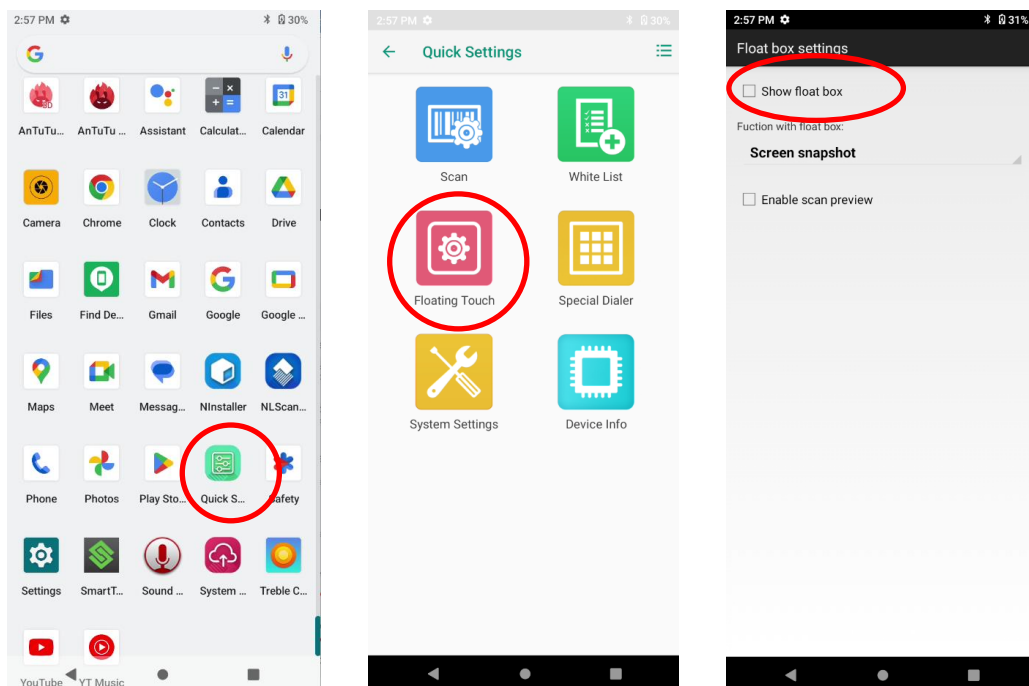 2:57 PM 30%
G
31
AnTuTu... AnTuTu ... Assistant Calculat... Calendar
Camera Chrome Clock Contacts Drive
Files Find De... Gmail Google Google ...
Maps Meet Messag... NInstaller NLScan...
Phone Photos Play Sto... Quick S... Safety
Settings SmartT... Sound ... System ... Treble C...
YouTube YT Music
2:57 PM 30%
Quick Settings
Scan White List
Floating Touch Special Dialer
System Settings Device Info
2:57 PM 31%
Float box settings
Show float box
Fuction with float box:
Screen snapshot
Enable scan preview